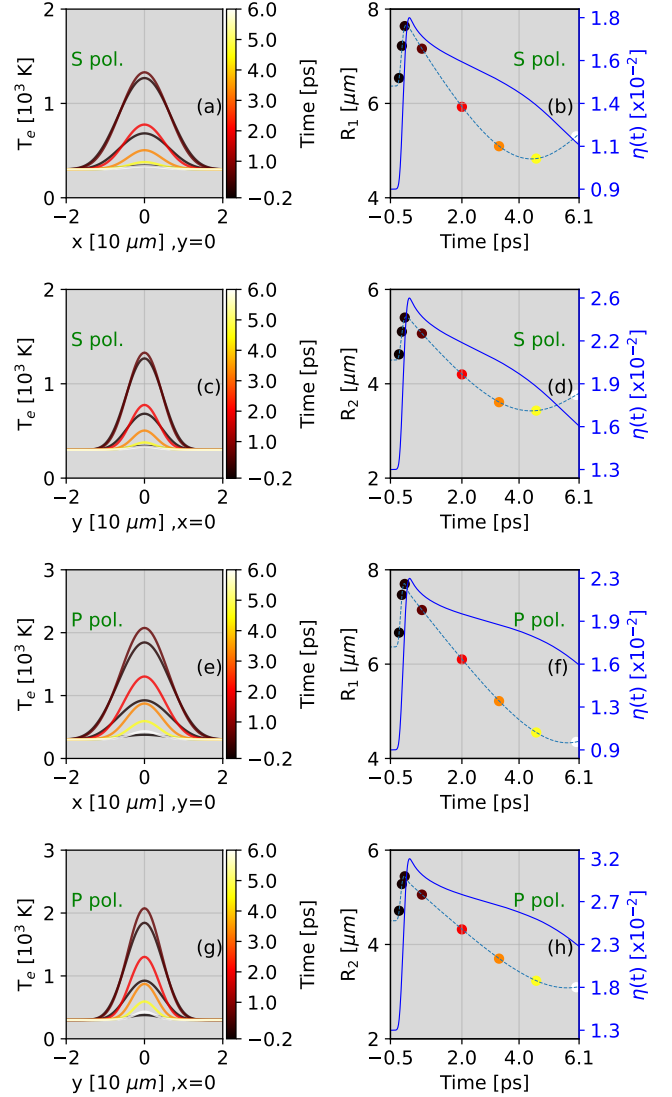 T_e [10^3 K]
2
1
0
S pol.
(a)
−2 0 2
x [10 μm] ,y=0
Time [ps]
6.0
5.0
4.0
3.0
2.0
1.0
−0.2
R_1 [μm]
8
6
4
S pol.
(b)
−0.5 2.0 4.0 6.1
Time [ps]
η(t) [x10^−2]
1.8
1.6
1.4
1.1
0.9
T_e [10^3 K]
2
1
0
S pol.
(c)
−2 0 2
y [10 μm] ,x=0
Time [ps]
6.0
5.0
4.0
3.0
2.0
1.0
−0.2
R_2 [μm]
6
4
2
S pol.
(d)
−0.5 2.0 4.0 6.1
Time [ps]
η(t) [x10^−2]
2.6
2.2
1.9
1.6
1.3
T_e [10^3 K]
3
2
1
0
P pol.
(e)
−2 0 2
x [10 μm] ,y=0
Time [ps]
6.0
5.0
4.0
3.0
2.0
1.0
−0.2
R_1 [μm]
8
6
4
P pol.
(f)
−0.5 2.0 4.0 6.1
Time [ps]
η(t) [x10^−2]
2.3
1.9
1.6
1.3
0.9
T_e [10^3 K]
3
2
1
0
P pol.
(g)
−2 0 2
y [10 μm] ,x=0
Time [ps]
6.0
5.0
4.0
3.0
2.0
1.0
−0.2
R_2 [μm]
6
4
2
P pol.
(h)
−0.5 2.0 4.0 6.1
Time [ps]
η(t) [x10^−2]
3.2
2.7
2.3
1.8
1.3